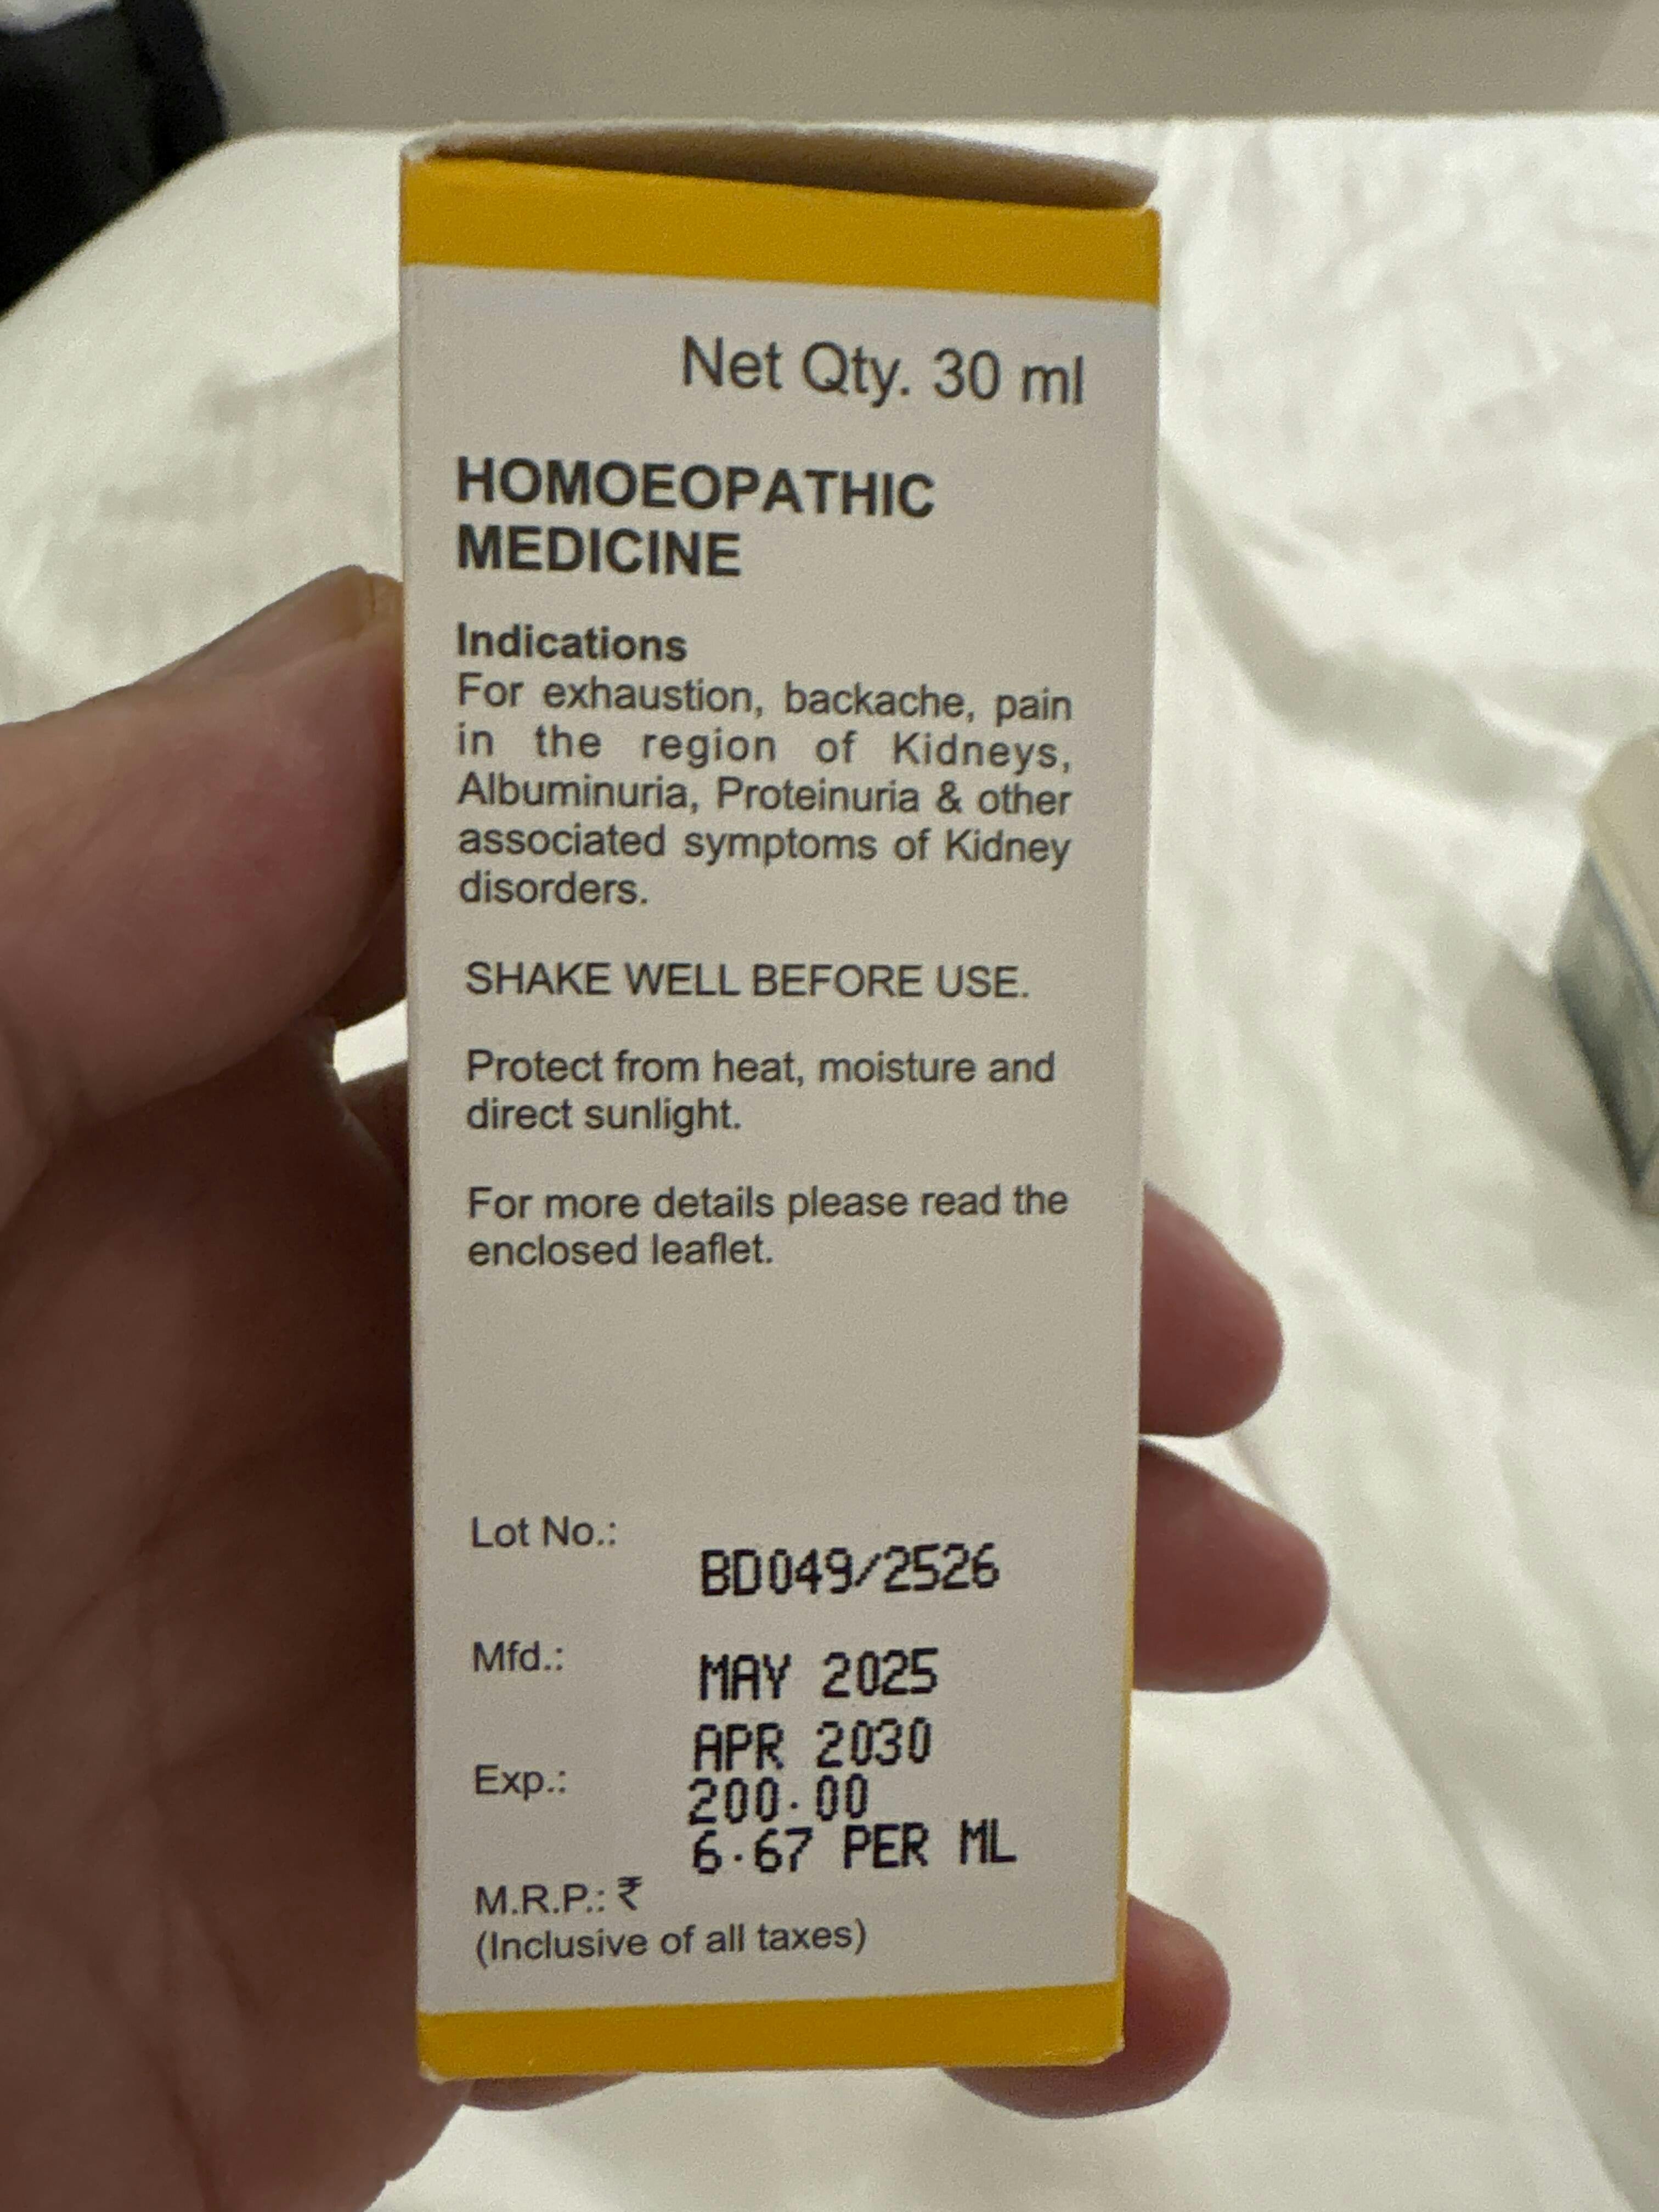 Net Qty. 30 ml
HOMOEOPATHIC
MEDICINE
Indications
For exhaustion, backache, pain
in the region of Kidneys,
Albuminuria, Proteinuria & other
associated symptoms of Kidney
disorders.
SHAKE WELL BEFORE USE.
Protect from heat, moisture and
direct sunlight.
For more details please read the
enclosed leaflet.
Lot No.:
BD049/2526
Mfd.:
MAY 2025
APR 2030
Exp.:
200.00
6.67 PER ML
M.R.P.: ₹
(Inclusive of all taxes)